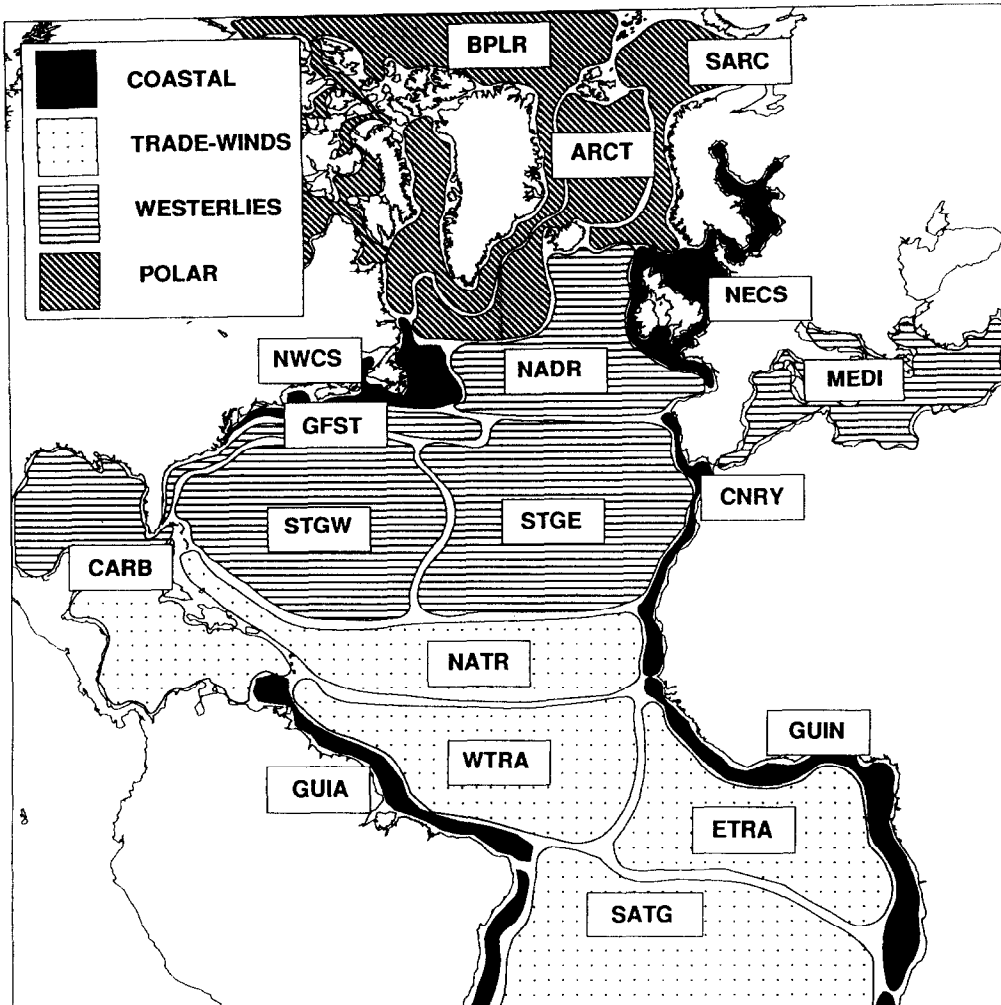 COASTAL
TRADE-WINDS
WESTERLIES
POLAR
BPLR
SARC
ARCT
NECS
NWCS
NADR
MEDI
GFST
CNRY
STGW
STGE
CARB
NATR
GUIN
WTRA
GUIA
ETRA
SATG